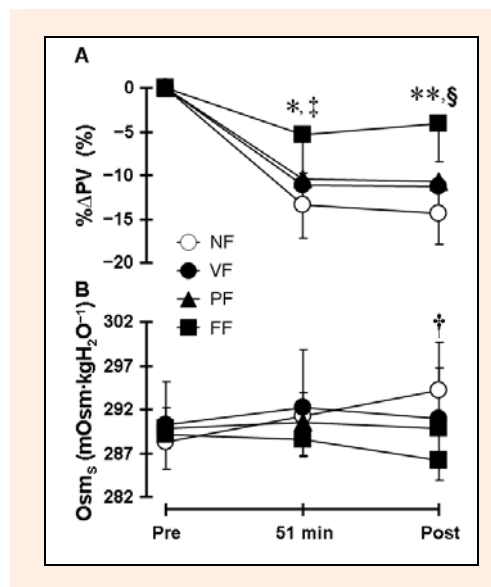 A
0
−5
−10
−15
−20
%ΔPV (%)
*,‡
**,§
NF
VF
PF
FF
B
302
297
292
287
282
Osmₛ (mOsm·kgH₂O⁻¹)
†
Pre 51 min Post